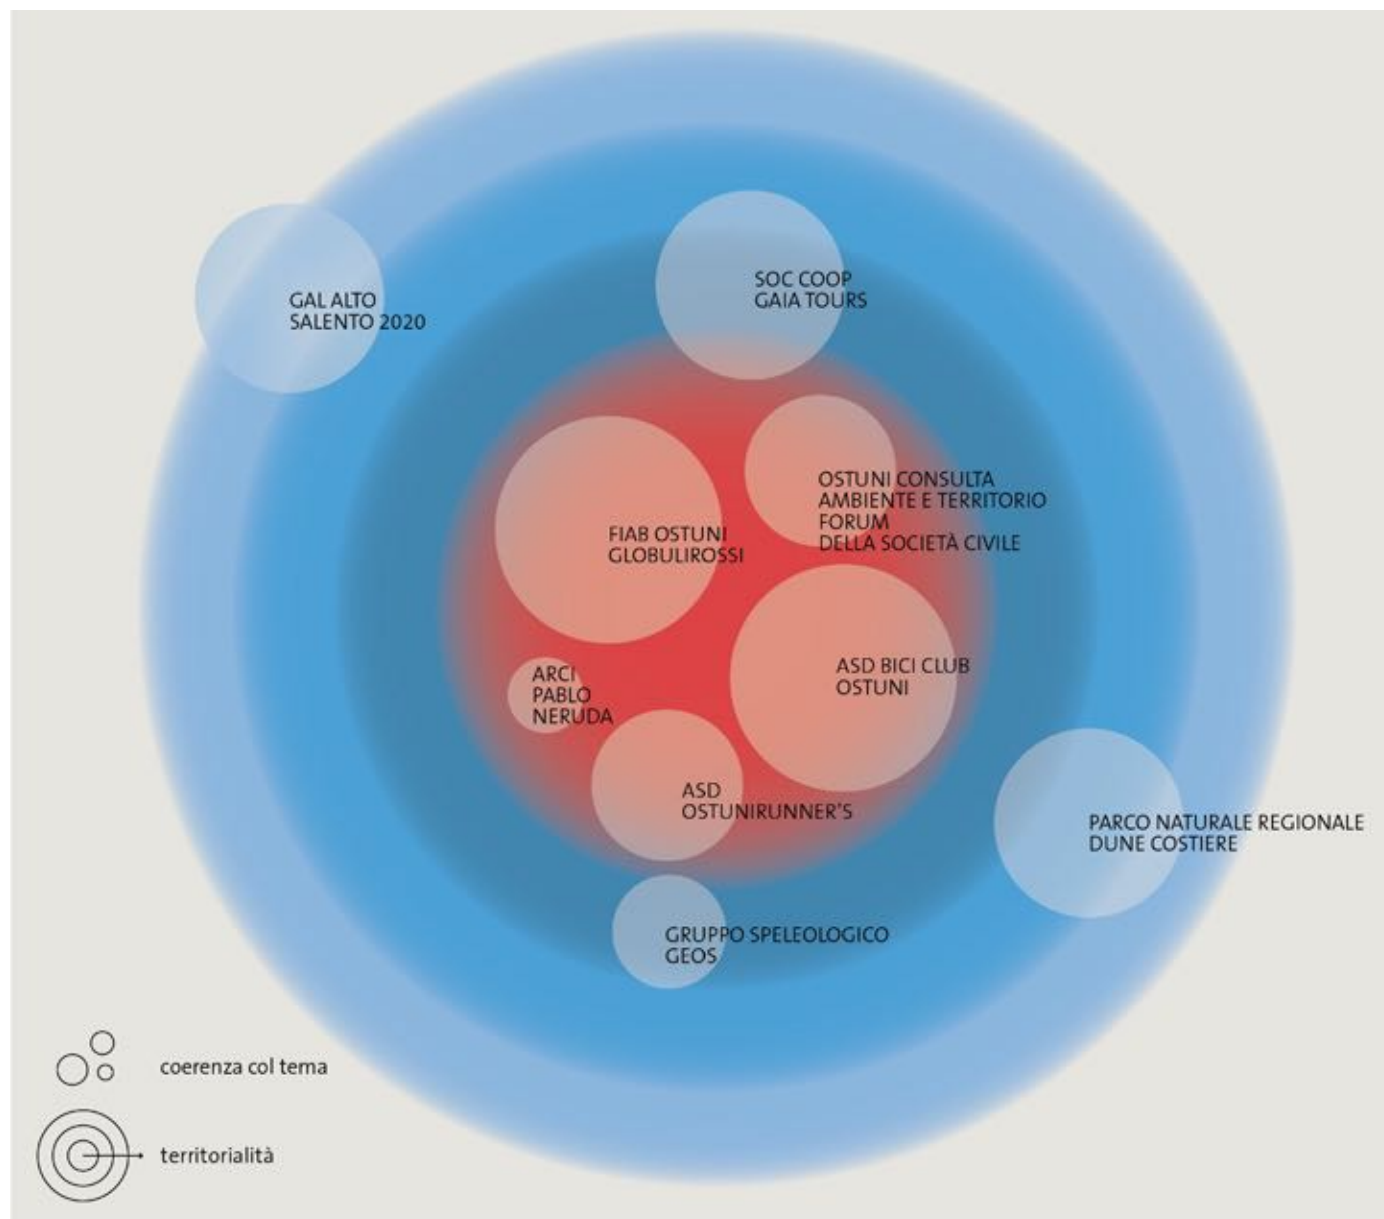 SOC COOP
GAIA TOURS
GAL ALTO
SALENTO 2020
OSTUNI CONSULTA
AMBIENTE E TERRITORIO
FORUM
DELLA SOCIETÀ CIVILE
FIAB OSTUNI
GLOBULIROSSI
ASD BICI CLUB
OSTUNI
ARCI
PABLO
NERUDA
ASD
OSTUNIRUNNER'S
PARCO NATURALE REGIONALE
DUNE COSTIERE
GRUPPO SPELEOLOGICO
GEOS
coerenza col tema
territorialità